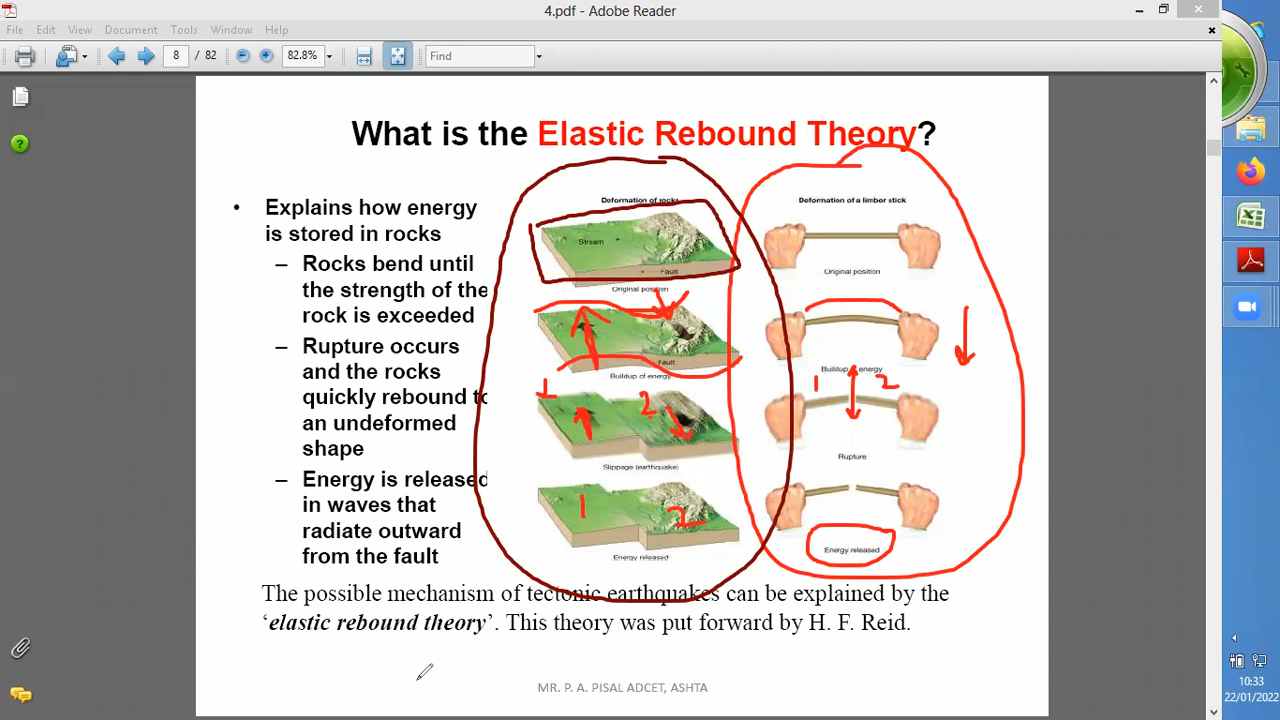 4.pdf - Adobe Reader
File Edit View Document Tools Window Help
8 / 82 82.8% Find
What is the Elastic Rebound Theory?
• Explains how energy
is stored in rocks
– Rocks bend until
the strength of the
rock is exceeded
– Rupture occurs
and the rocks
quickly rebound to
an undeformed
shape
– Energy is released
in waves that
radiate outward
from the fault
Deformation of rocks
Stream
Fault
Original position
Fault
Buildup of energy
1 2
Slippage (earthquake)
1 2
Energy released
Deformation of a limber stick
Original position
Buildup of energy
1 2
Rupture
Energy released
The possible mechanism of tectonic earthquakes can be explained by the
‘elastic rebound theory’. This theory was put forward by H. F. Reid.
MR. P. A. PISAL ADCET, ASHTA
10:33
22/01/2022